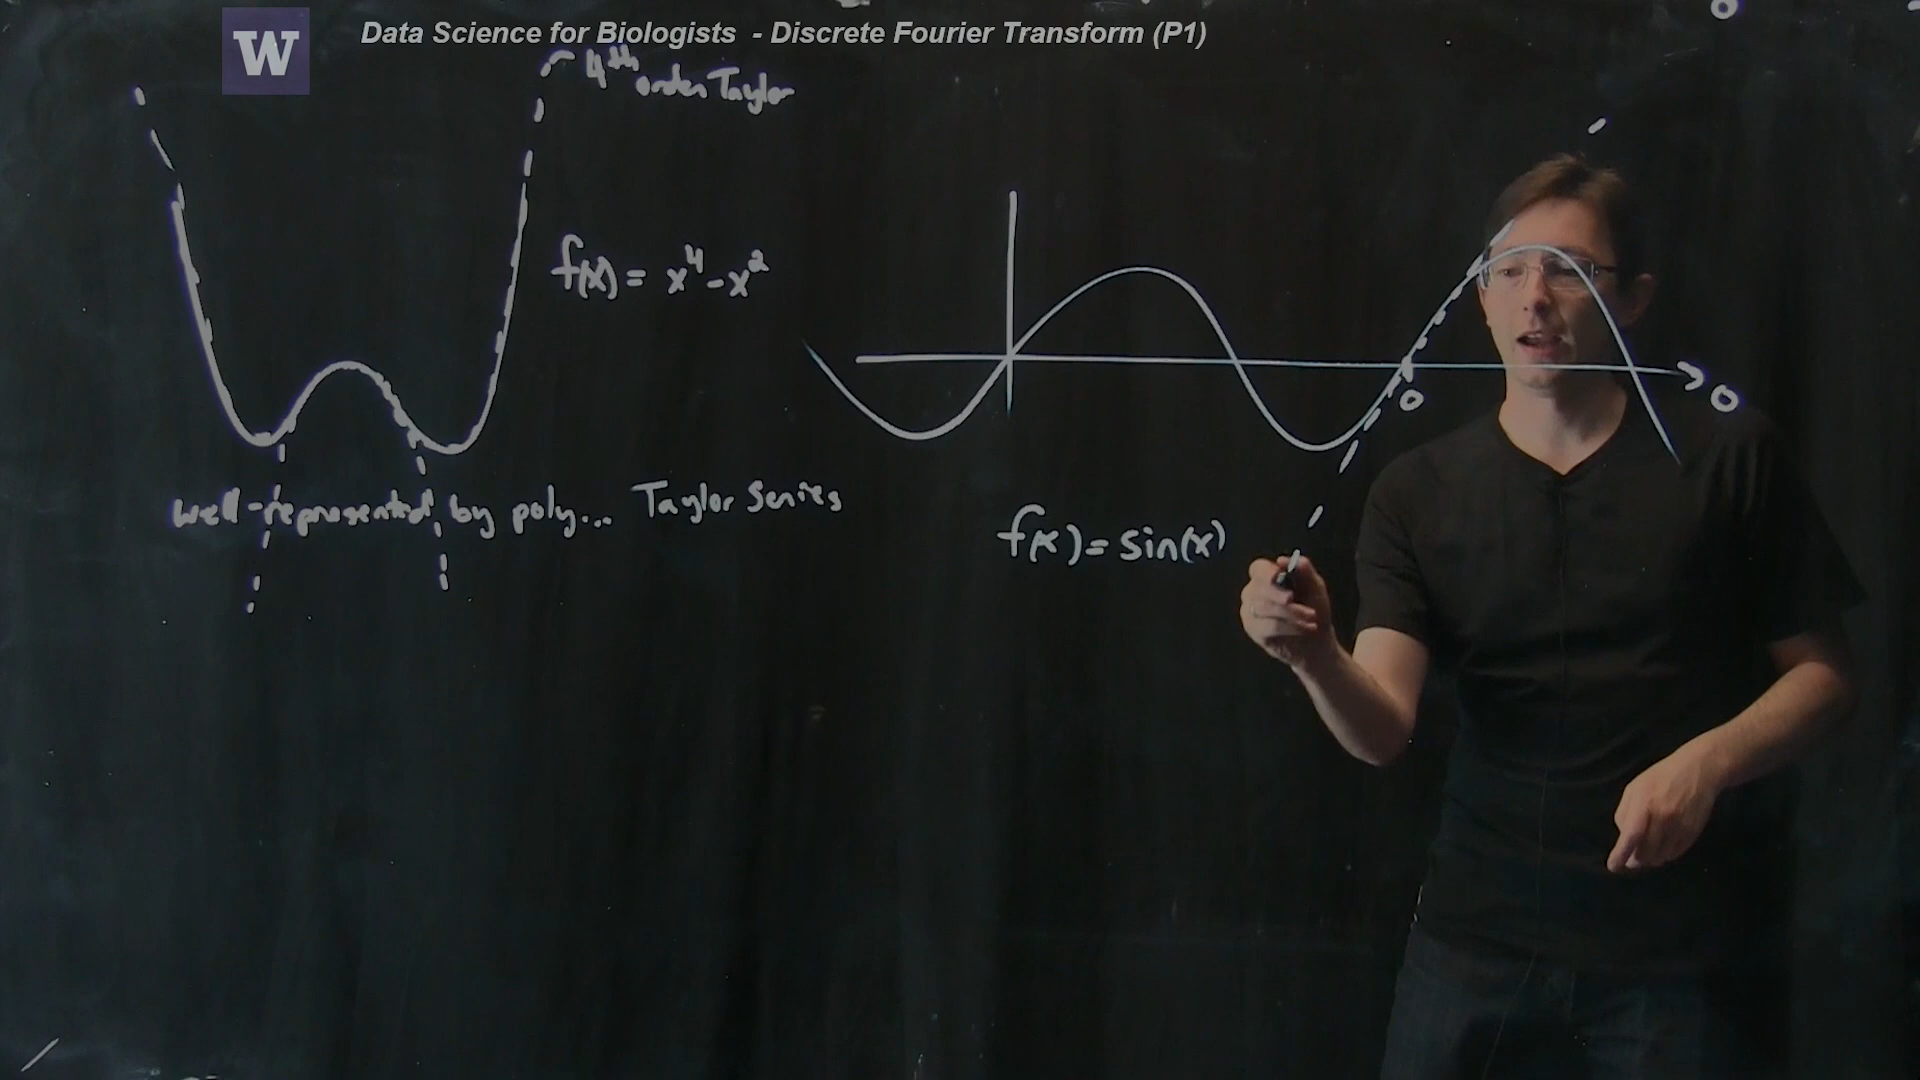 W
Data Science for Biologists - Discrete Fourier Transform (P1)
4th
order Taylor
f(x) = x⁴-x²
well-represented by poly... Taylor Series
f(x)= sin(x)
0
0